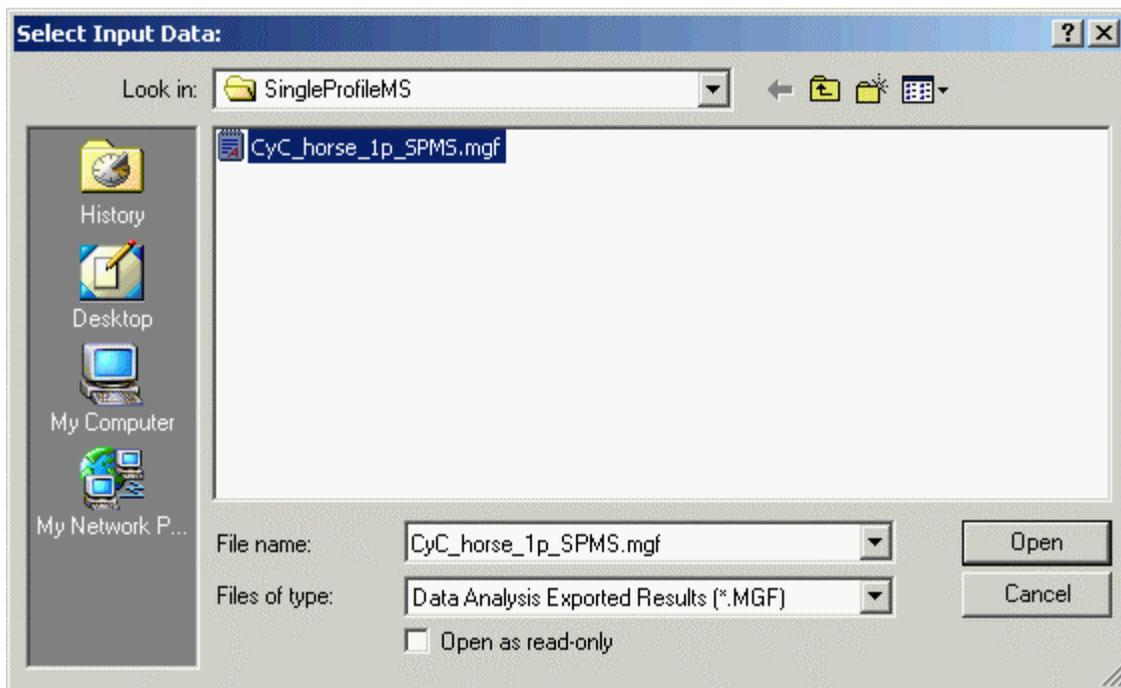 Select Input Data:
Look in: SingleProfileMS
CyC_horse_1p_SPMS.mgf
History
Desktop
My Computer
My Network P...
File name: CyC_horse_1p_SPMS.mgf Open
Files of type: Data Analysis Exported Results (*.MGF) Cancel
Open as read-only